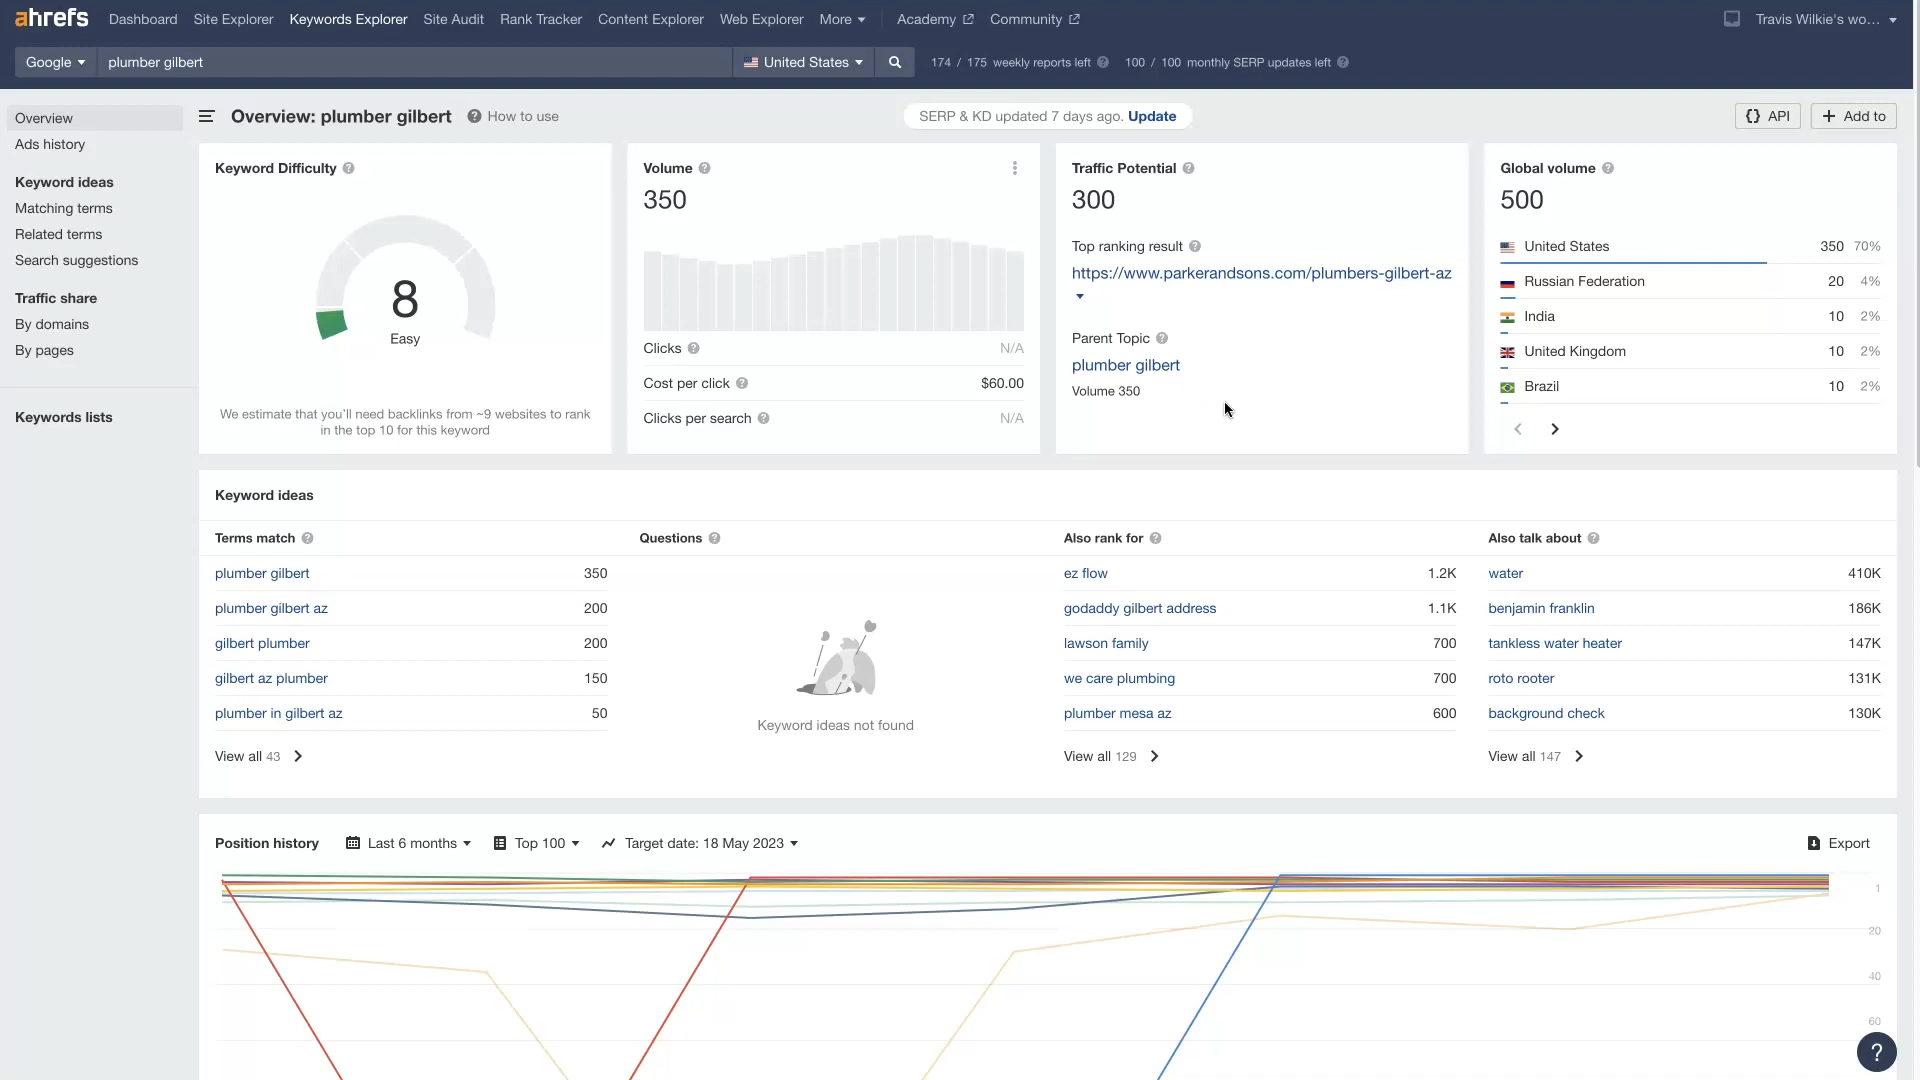 ahrefs Dashboard Site Explorer Keywords Explorer Site Audit Rank Tracker Content Explorer Web Explorer More Academy Community Travis Wilkie's wo...
Google plumber gilbert United States 174 / 175 weekly reports left ? 100 / 100 monthly SERP updates left ?
Overview
Ads history
Keyword ideas
Matching terms
Related terms
Search suggestions
Traffic share
By domains
By pages
Keywords lists
Overview: plumber gilbert ? How to use
SERP & KD updated 7 days ago. Update
{} API
+ Add to
Keyword Difficulty ?
8
Easy
We estimate that you'll need backlinks from ~9 websites to rank
in the top 10 for this keyword
Volume ?
350
Clicks ? N/A
Cost per click ? $60.00
Clicks per search ? N/A
Traffic Potential ?
300
Top ranking result ?
https://www.parkerandsons.com/plumbers-gilbert-az
Parent Topic ?
plumber gilbert
Volume 350
Global volume ?
500
United States 350 70%
Russian Federation 20 4%
India 10 2%
United Kingdom 10 2%
Brazil 10 2%
Keyword ideas
Terms match ?
plumber gilbert 350
plumber gilbert az 200
gilbert plumber 200
gilbert az plumber 150
plumber in gilbert az 50
View all 43
Questions ?
Keyword ideas not found
Also rank for ?
ez flow 1.2K
godaddy gilbert address 1.1K
lawson family 700
we care plumbing 700
plumber mesa az 600
View all 129
Also talk about ?
water 410K
benjamin franklin 186K
tankless water heater 147K
roto rooter 131K
background check 130K
View all 147
Position history Last 6 months Top 100 Target date: 18 May 2023 Export
1
20
40
60
?